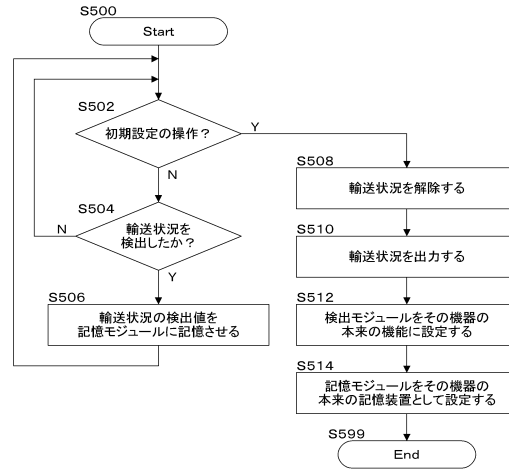 S500
Start
S502
初期設定の操作？
Y
N
S504
輸送状況を
検出したか？
N
Y
S506
輸送状況の検出値を
記憶モジュールに記憶させる
S508
輸送状況を解除する
S510
輸送状況を出力する
S512
検出モジュールをその機器の
本来の機能に設定する
S514
記憶モジュールをその機器の
本来の記憶装置として設定する
S599
End